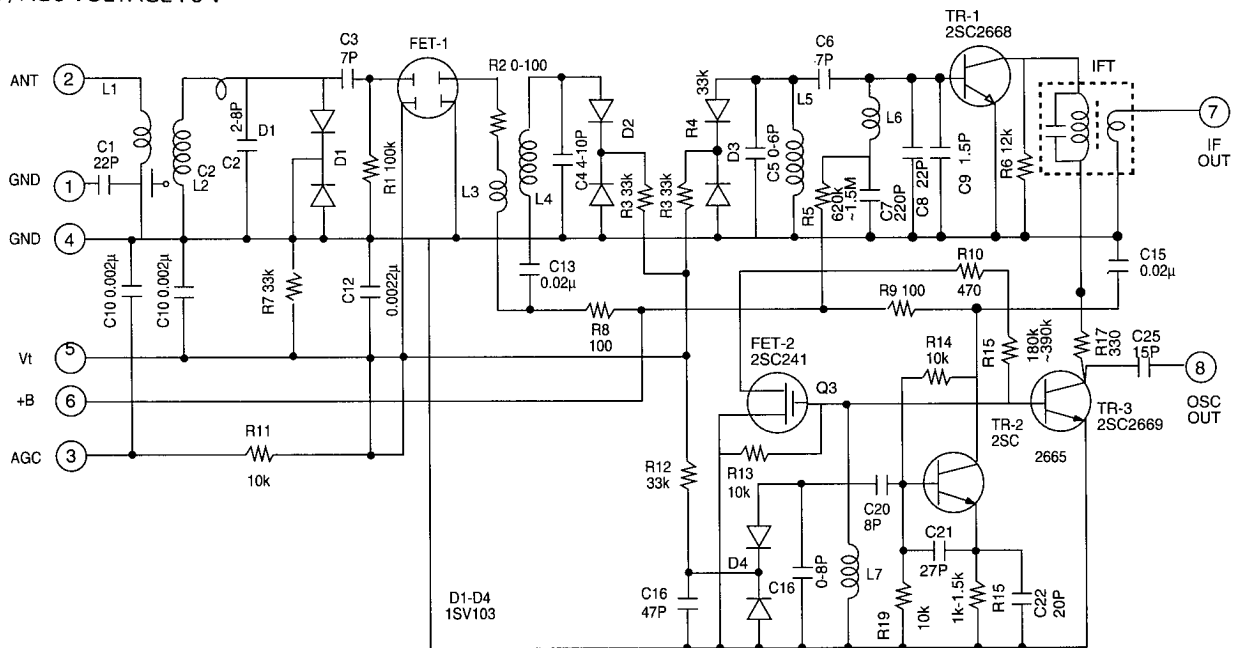 ANT
2
L1
C1
22P
GND
1
GND
4
C10 0.002μ
C10 0.002μ
Vt
5
+B
6
AGC
3
R11
10k
2-8P
D1
C2
C2
L2
D1
R7 33k
C3
7P
R1 100k
C12
0.0022μ
FET-1
R2 0-100
L3
L4
C4 4-10P
D2
R3 33k
C13
0.02μ
R8
100
R3 33k
33k
R4
D3
C5 0-6P
L5
C6
7P
L6
R5
620k
~1.5M
C7
220P
C8 22P
C9 1.5P
TR-1
2SC2668
R6 12k
IFT
7
IF
OUT
C15
0.02μ
R10
470
R9 100
FET-2
2SC241
Q3
R14
10k
R15
180k
~390k
R17
330
C25
15P
8
OSC
OUT
TR-3
2SC2669
TR-2
2SC
2665
R12
33k
R13
10k
C20
8P
D4
C16
47P
C16
0-8P
L7
C21
27P
R19
10k
1k-1.5k
R15
C22
20P
D1-D4
1SV103